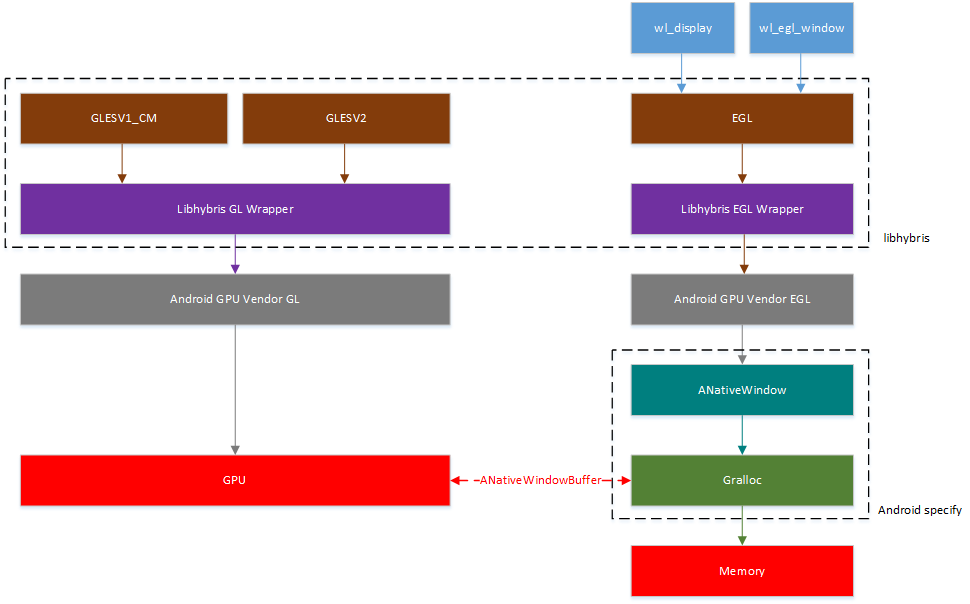 wl_display
wl_egl_window
GLESV1_CM
GLESV2
EGL
Libhybris GL Wrapper
Libhybris EGL Wrapper
libhybris
Android GPU Vendor GL
Android GPU Vendor EGL
ANativeWindow
GPU
ANativeWindowBuffer
Gralloc
Android specify
Memory